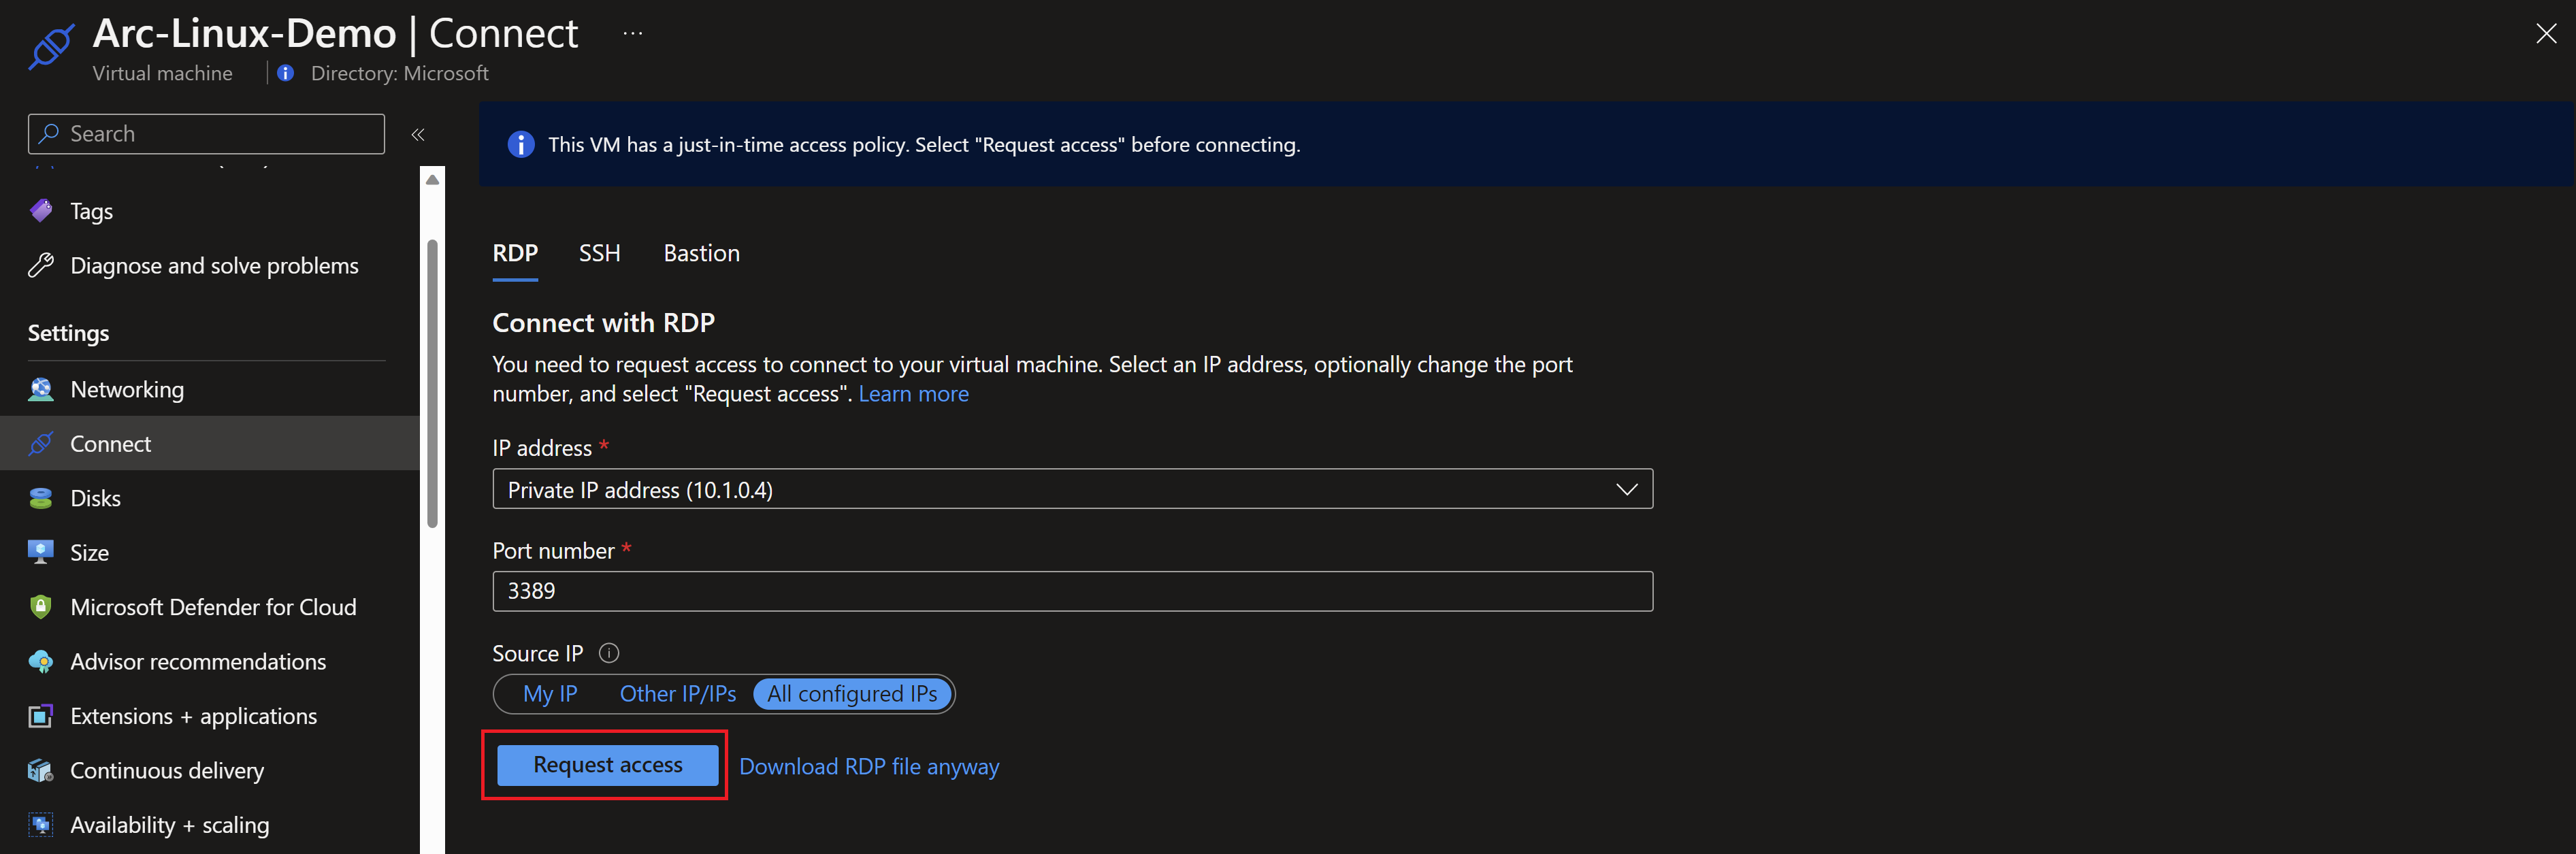 Arc-Linux-Demo | Connect ...
Virtual machine
Directory: Microsoft
Search
Tags
Diagnose and solve problems
Settings
Networking
Connect
Disks
Size
Microsoft Defender for Cloud
Advisor recommendations
Extensions + applications
Continuous delivery
Availability + scaling
This VM has a just-in-time access policy. Select "Request access" before connecting.
RDP SSH Bastion
Connect with RDP
You need to request access to connect to your virtual machine. Select an IP address, optionally change the port
number, and select "Request access". Learn more
IP address *
Private IP address (10.1.0.4)
Port number *
3389
Source IP
My IP Other IP/IPs All configured IPs
Request access Download RDP file anyway